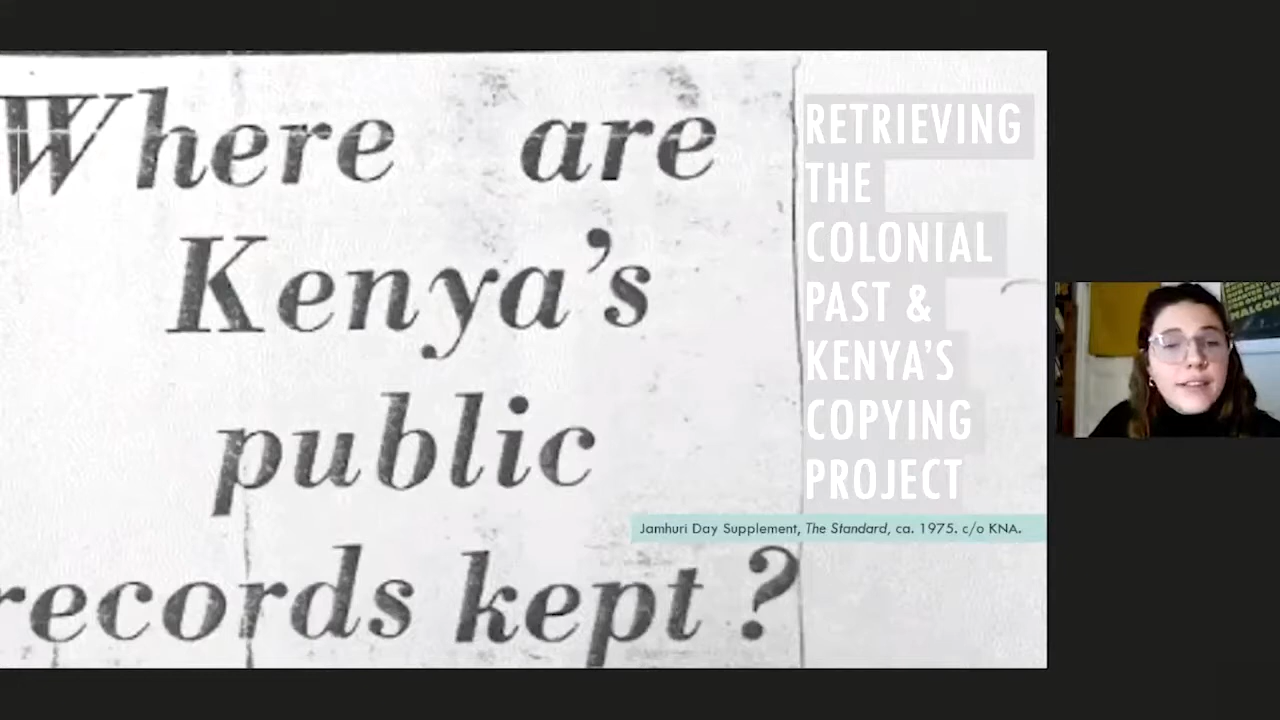 Where are
Kenya's
public
records kept ?
RETRIEVING
THE
COLONIAL
PAST &
KENYA'S
COPYING
PROJECT
Jamhuri Day Supplement, The Standard, ca. 1975. c/o KNA.
MALCO